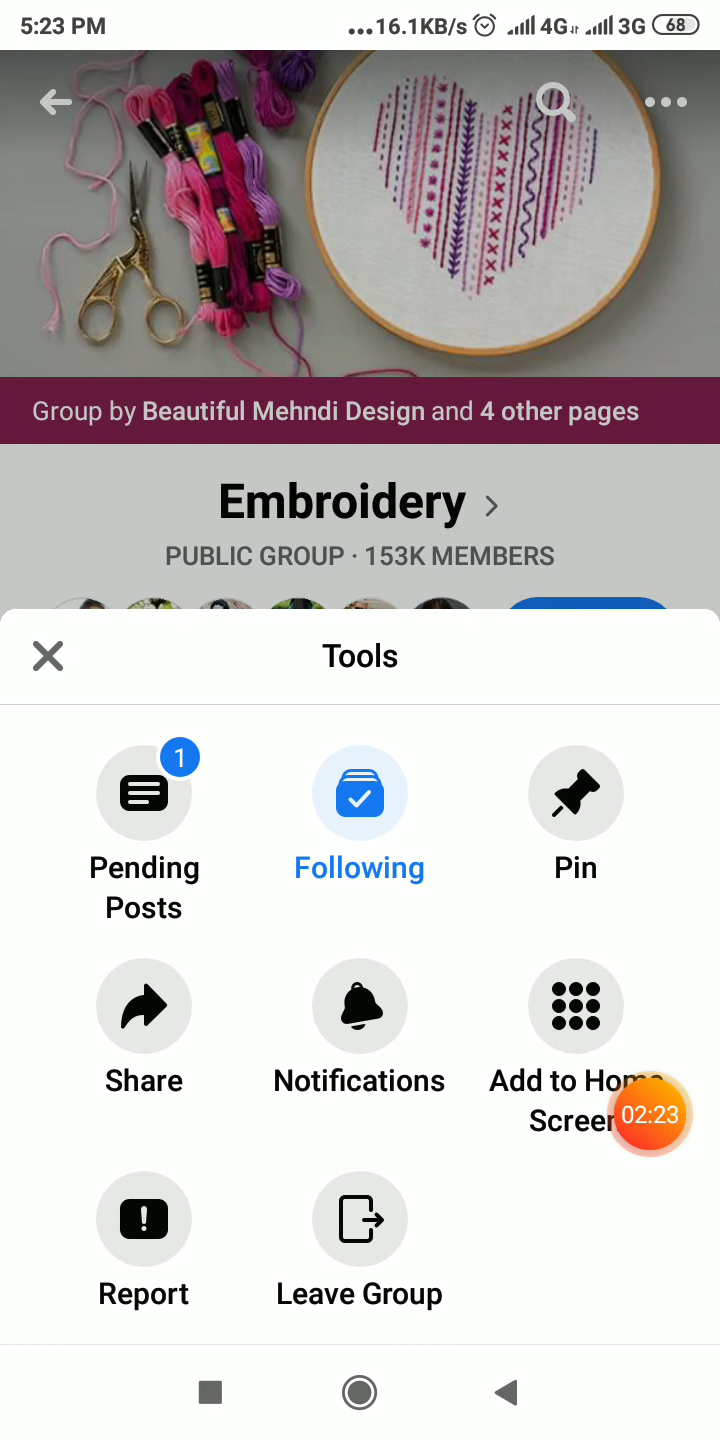 5:23 PM ...16.1KB/s 4G 3G 68
Group by Beautiful Mehndi Design and 4 other pages
Embroidery >
PUBLIC GROUP · 153K MEMBERS
Tools
1
Pending
Posts
Following
Pin
Share
Notifications
Add to Home
Screen
02:23
Report
Leave Group